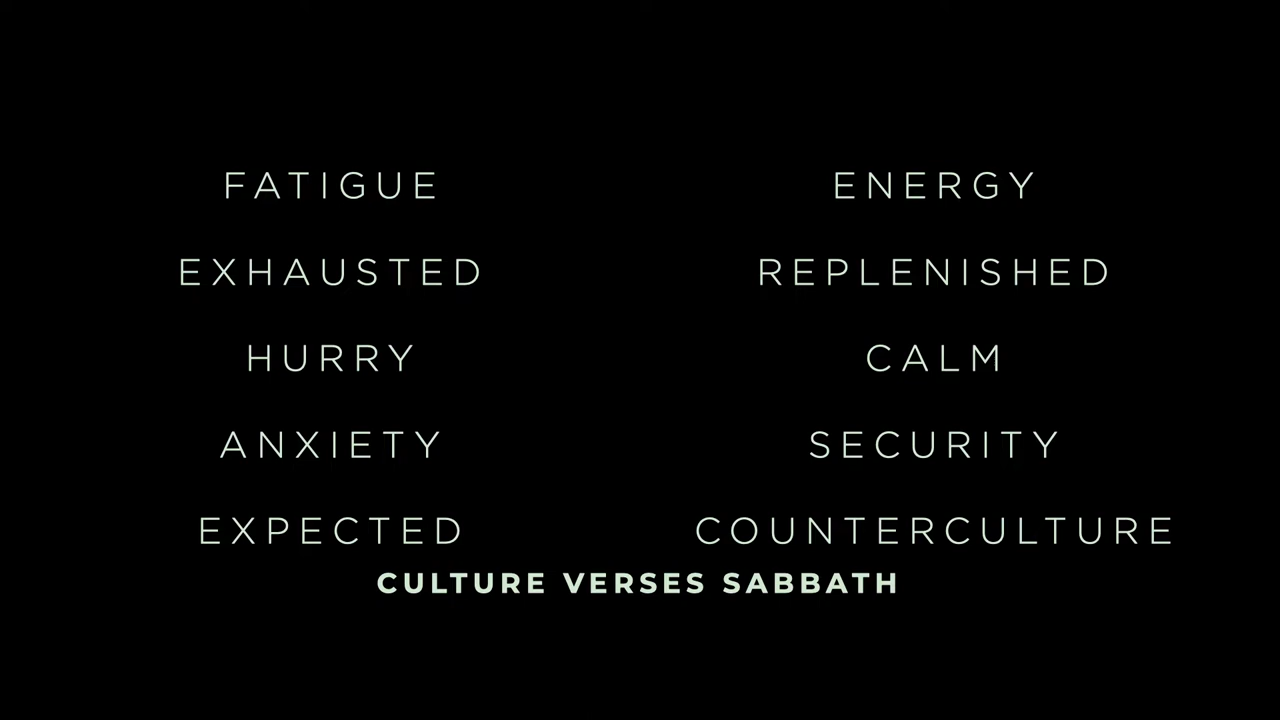 FATIGUE ENERGY
EXHAUSTED REPLENISHED
HURRY CALM
ANXIETY SECURITY
EXPECTED COUNTERCULTURE
CULTURE VERSES SABBATH